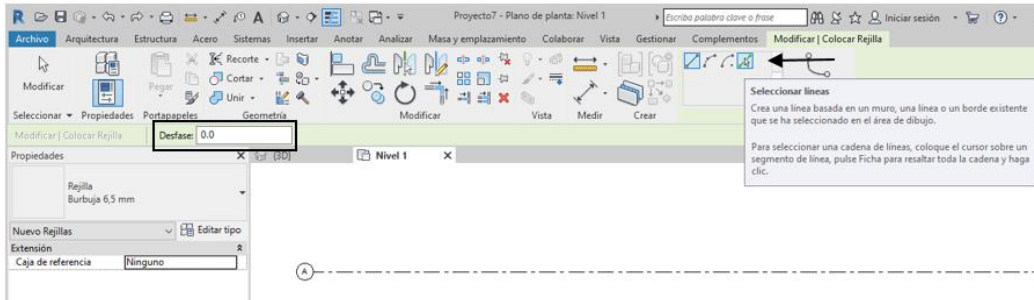 Proyecto7 - Plano de planta: Nivel 1
Escriba palabra clave o frase
Iniciar sesión
Archivo Arquitectura Estructura Acero Sistemas Insertar Anotar Analizar Masa y emplazamiento Colaborar Vista Gestionar Complementos Modificar | Colocar Rejilla
Modificar
Pegar
Recorte
Cortar
Unir
Seleccionar Propiedades Portapapeles Geometría Modificar Vista Medir Crear
Modificar | Colocar Rejilla Desfase: 0.0
Seleccionar líneas
Crea una línea basada en un muro, una línea o un borde existente
que se ha seleccionado en el área de dibujo.
Para seleccionar una cadena de líneas, coloque el cursor sobre un
segmento de línea, pulse Ficha para resaltar toda la cadena y haga
clic.
Propiedades
{3D}
Nivel 1
Rejilla
Burbuja 6,5 mm
Nuevo Rejillas Editar tipo
Extensión
Caja de referencia Ninguno
A